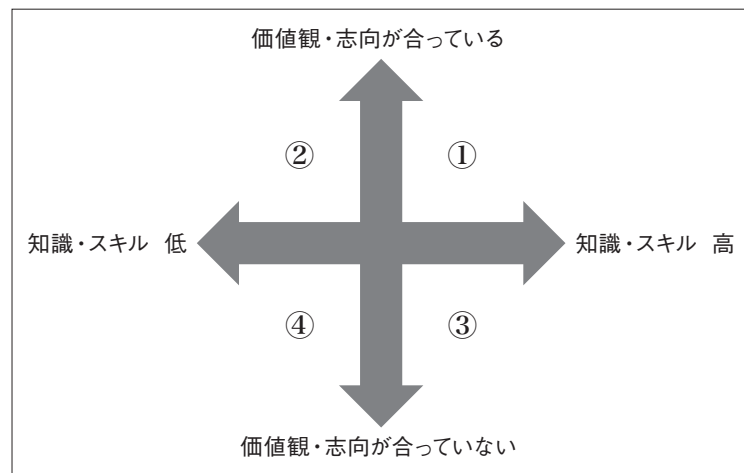 価値観・志向が合っている
② ①
知識・スキル 低 知識・スキル 高
④ ③
価値観・志向が合っていない